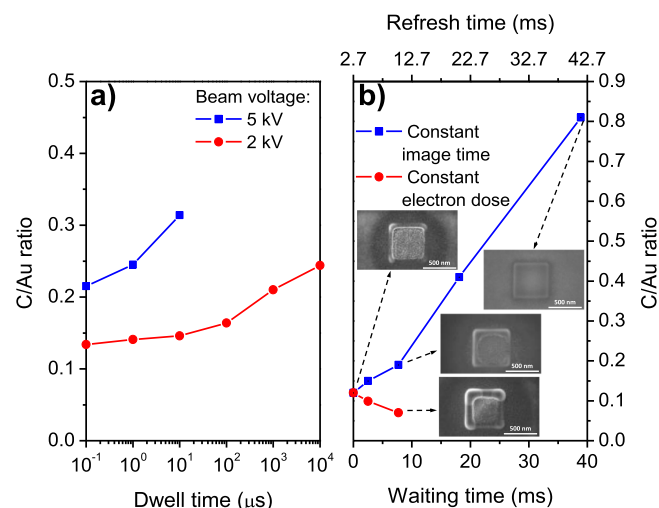 Refresh time (ms)
2.7 12.7 22.7 32.7 42.7
a)
Beam voltage:
5 kV
2 kV
0.5
0.4
0.3
0.2
0.1
0.0
C/Au ratio
10⁻¹ 10⁰ 10¹ 10² 10³ 10⁴
Dwell time (μs)
b)
Constant
image time
Constant
electron dose
500 nm
500 nm
500 nm
500 nm
0.9
0.8
0.7
0.6
0.5
0.4
0.3
0.2
0.1
0.0
C/Au ratio
0 10 20 30 40
Waiting time (ms)